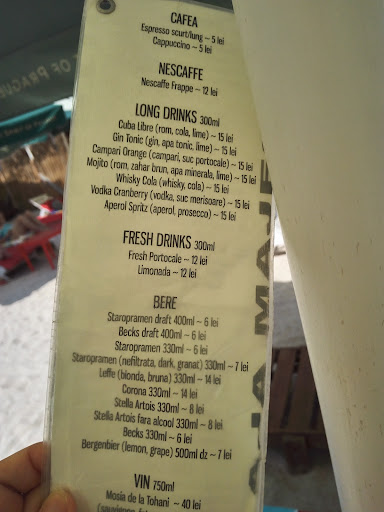 CAFEA
Espresso scurt/lung ~ 5 lei
Cappuccino ~ 5 lei
NESCAFFE
Nescaffe Frappe ~ 12 lei
LONG DRINKS 300ml
Cuba Libre (rom, cola, lime) ~ 15 lei
Gin Tonic (gin, apa tonic, lime) ~ 15 lei
Campari Orange (campari, suc portocale) ~ 15 lei
Mojito (rom, zahar brun, apa minerala, lime) ~ 15 lei
Whisky Cola (whisky, cola) ~ 15 lei
Vodka Cranberry (vodka, suc merisoare) ~ 15 lei
Aperol Spritz (aperol, prosecco) ~ 15 lei
FRESH DRINKS 300ml
Fresh Portocale ~ 12 lei
Limonada ~ 12 lei
BERE
Staropramen draft 400ml ~ 6 lei
Becks draft 400ml ~ 6 lei
Staropramen 330ml ~ 6 lei
Staropramen (nefiltrata, dark, granat) 330ml ~ 7 lei
Leffe (blonda, bruna) 330ml ~ 14 lei
Corona 330ml ~ 14 lei
Stella Artois 330ml ~ 8 lei
Stella Artois fara alcool 330ml ~ 8 lei
Becks 330ml ~ 6 lei
Bergenbier (lemon, grape) 500ml dz ~ 7 lei
VIN 750ml
Mosia de la Tohani ~ 40 lei
OF PRAGUE